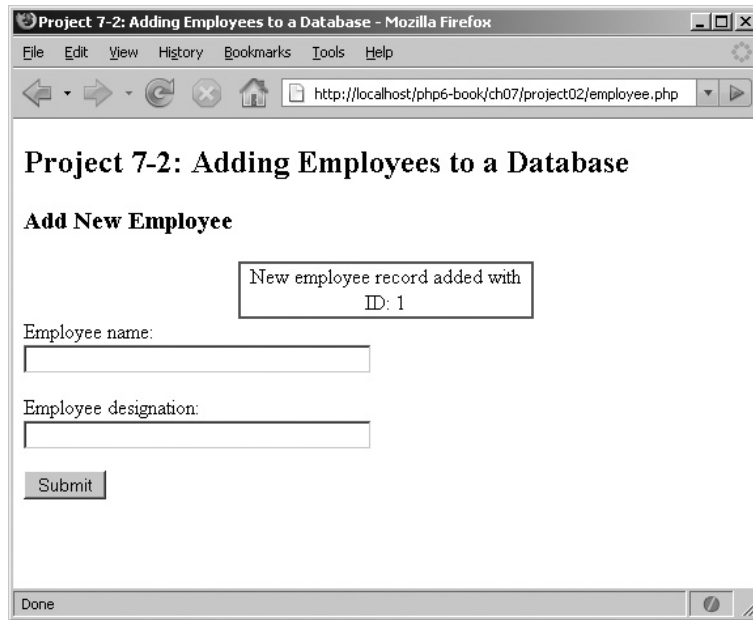 Project 7-2: Adding Employees to a Database - Mozilla Firefox
File Edit View History Bookmarks Tools Help
http://localhost/php6-book/ch07/project02/employee.php
Project 7-2: Adding Employees to a Database
Add New Employee
New employee record added with
ID: 1
Employee name:
Employee designation:
Submit
Done